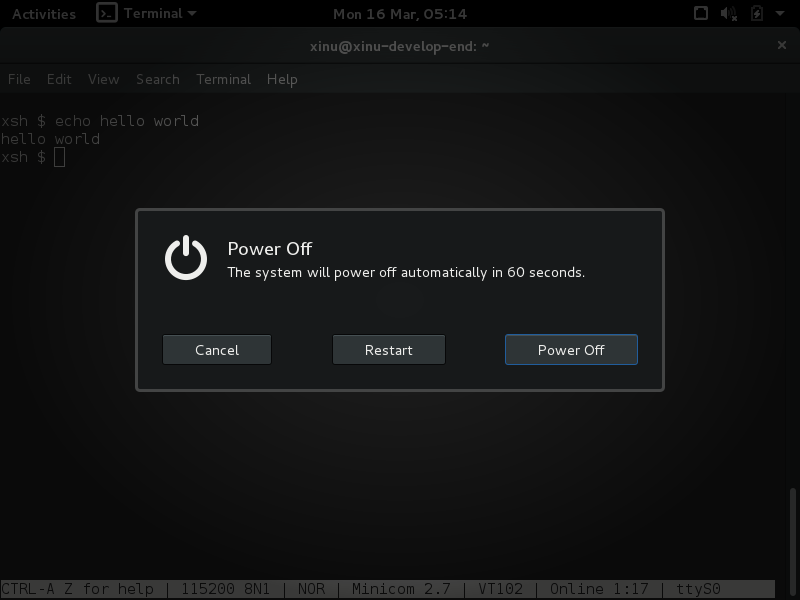 Activities Terminal Mon 16 Mar, 05:14
xinu@xinu-develop-end: ~
File Edit View Search Terminal Help
xsh $ echo hello world
hello world
xsh $
Power Off
The system will power off automatically in 60 seconds.
Cancel Restart Power Off
CTRL-A Z for help | 115200 8N1 | NOR | Minicom 2.7 | VT102 | Online 1:17 | ttyS0